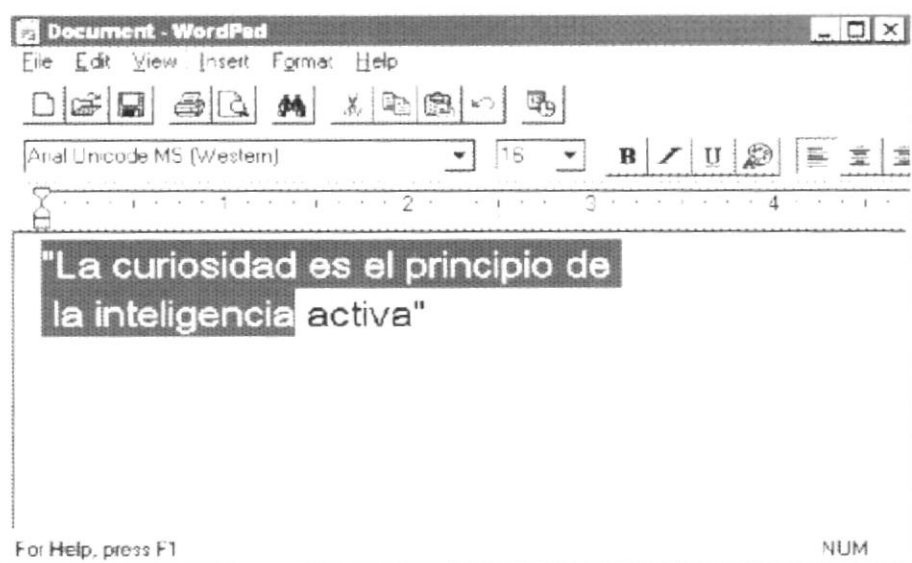 Document - WordPad
File Edit View Insert Format Help
Arial Unicode MS (Western) 16 B I U
1 2 3 4
"La curiosidad es el principio de
la inteligencia activa"
For Help, press F1 NUM